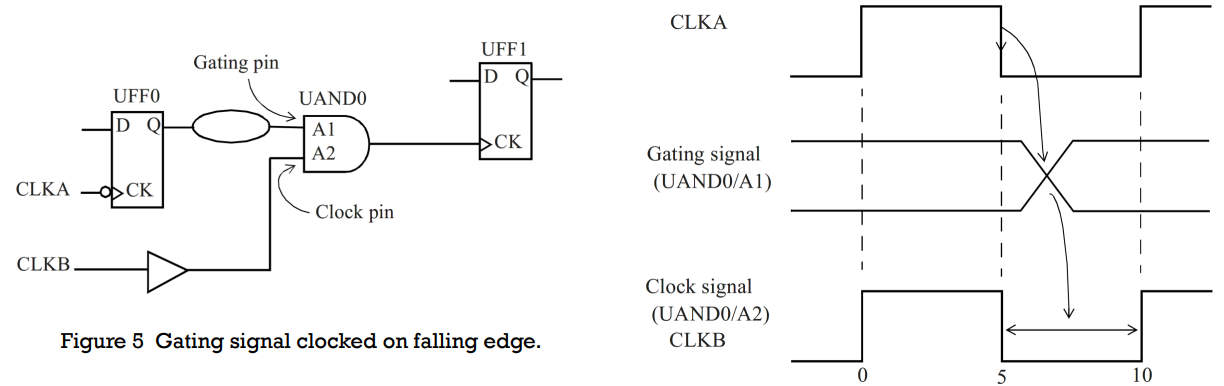 Gating pin
UFF1
D Q
CK
UFF0
UAND0
D Q
A1
A2
CLKA
CK
Clock pin
CLKB
Figure 5 Gating signal clocked on falling edge.
CLKA
Gating signal
(UAND0/A1)
Clock signal
(UAND0/A2)
CLKB
0 5 10